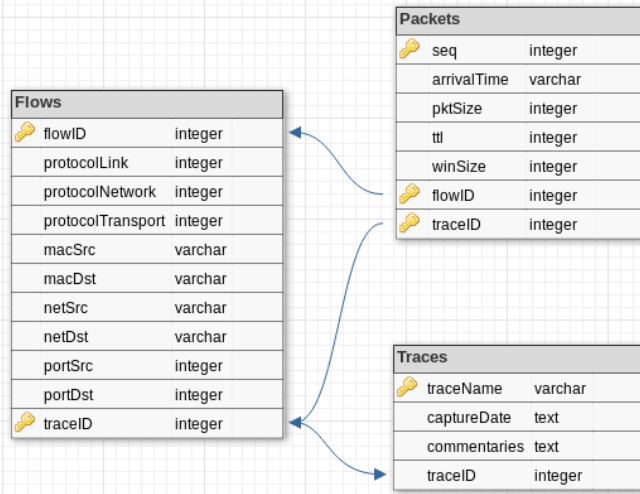 Packets
seq integer
arrivalTime varchar
pktSize integer
ttl integer
winSize integer
flowID integer
traceID integer
Flows
flowID integer
protocolLink integer
protocolNetwork integer
protocolTransport integer
macSrc varchar
macDst varchar
netSrc varchar
netDst varchar
portSrc integer
portDst integer
traceID integer
Traces
traceName varchar
captureDate text
commentaries text
traceID integer